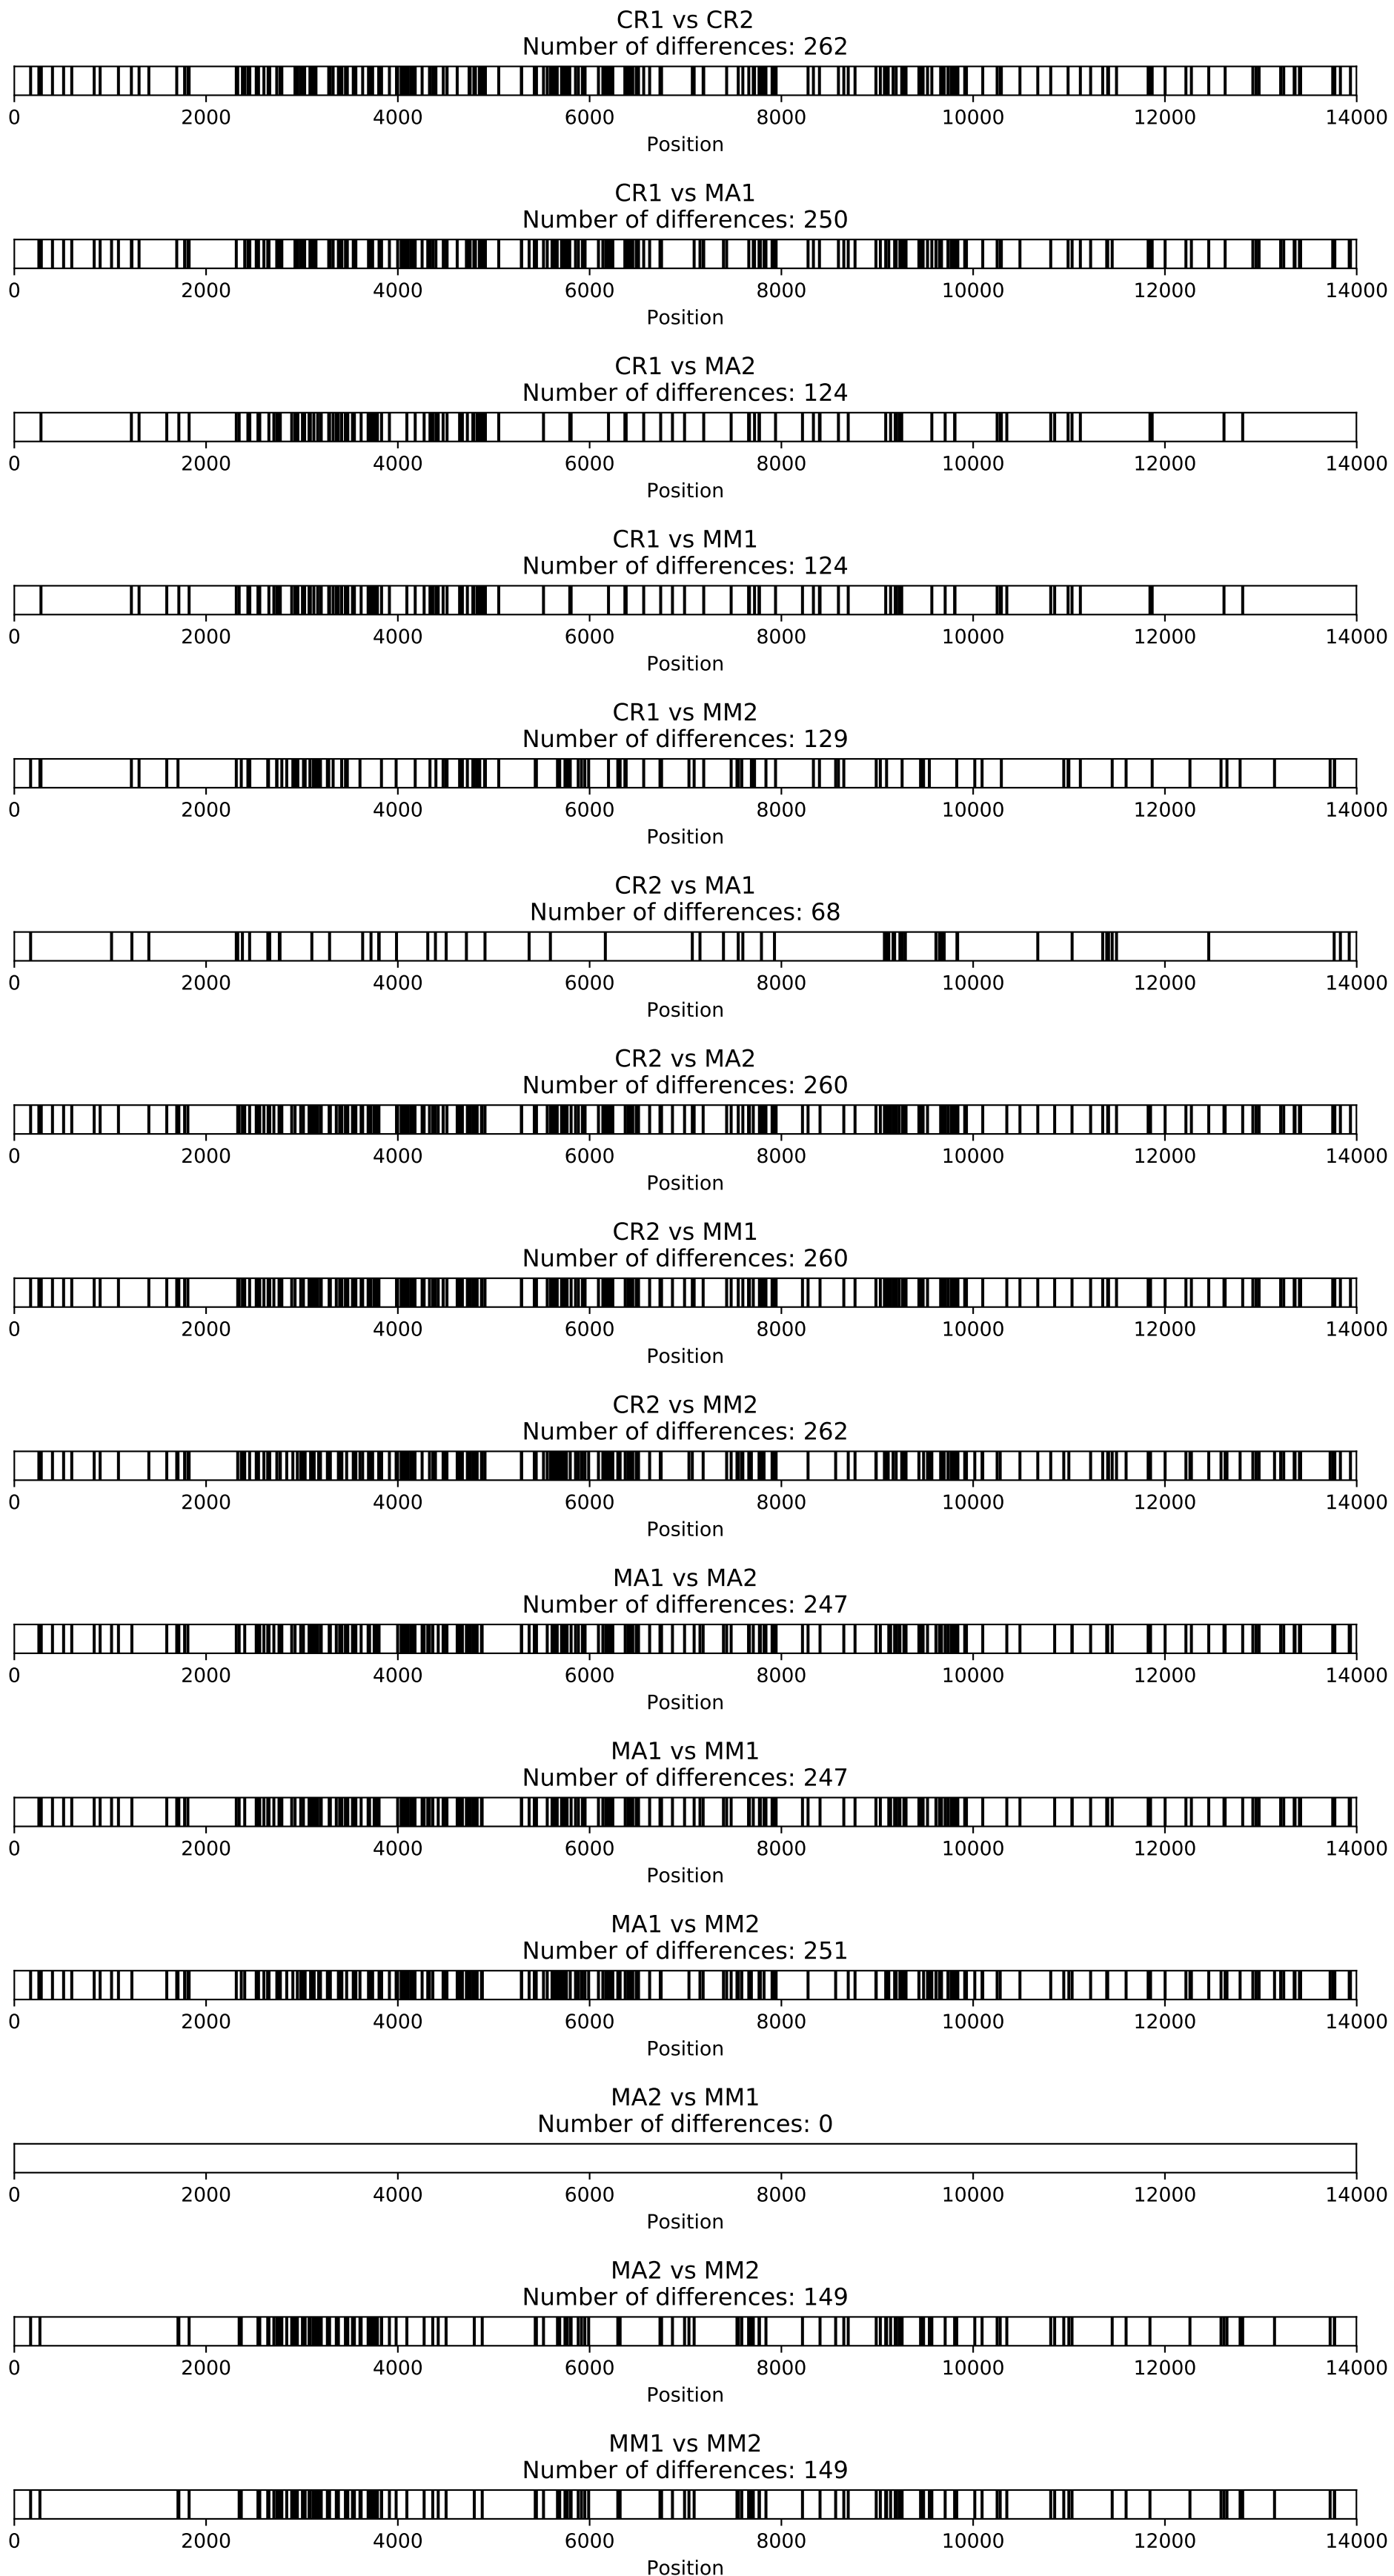 CR1 vs CR2
Number of differences: 262
0 2000 4000 6000 8000 10000 12000 14000
Position
CR1 vs MA1
Number of differences: 250
0 2000 4000 6000 8000 10000 12000 14000
Position
CR1 vs MA2
Number of differences: 124
0 2000 4000 6000 8000 10000 12000 14000
Position
CR1 vs MM1
Number of differences: 124
0 2000 4000 6000 8000 10000 12000 14000
Position
CR1 vs MM2
Number of differences: 129
0 2000 4000 6000 8000 10000 12000 14000
Position
CR2 vs MA1
Number of differences: 68
0 2000 4000 6000 8000 10000 12000 14000
Position
CR2 vs MA2
Number of differences: 260
0 2000 4000 6000 8000 10000 12000 14000
Position
CR2 vs MM1
Number of differences: 260
0 2000 4000 6000 8000 10000 12000 14000
Position
CR2 vs MM2
Number of differences: 262
0 2000 4000 6000 8000 10000 12000 14000
Position
MA1 vs MA2
Number of differences: 247
0 2000 4000 6000 8000 10000 12000 14000
Position
MA1 vs MM1
Number of differences: 247
0 2000 4000 6000 8000 10000 12000 14000
Position
MA1 vs MM2
Number of differences: 251
0 2000 4000 6000 8000 10000 12000 14000
Position
MA2 vs MM1
Number of differences: 0
0 2000 4000 6000 8000 10000 12000 14000
Position
MA2 vs MM2
Number of differences: 149
0 2000 4000 6000 8000 10000 12000 14000
Position
MM1 vs MM2
Number of differences: 149
0 2000 4000 6000 8000 10000 12000 14000
Position